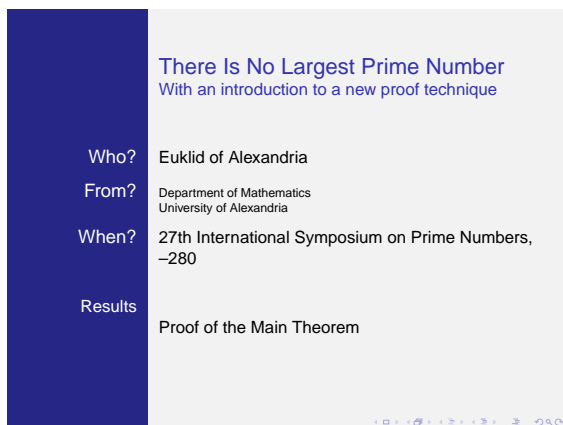 There Is No Largest Prime Number
With an introduction to a new proof technique
Who?
Euklid of Alexandria
From?
Department of Mathematics
University of Alexandria
When?
27th International Symposium on Prime Numbers,
–280
Results
Proof of the Main Theorem